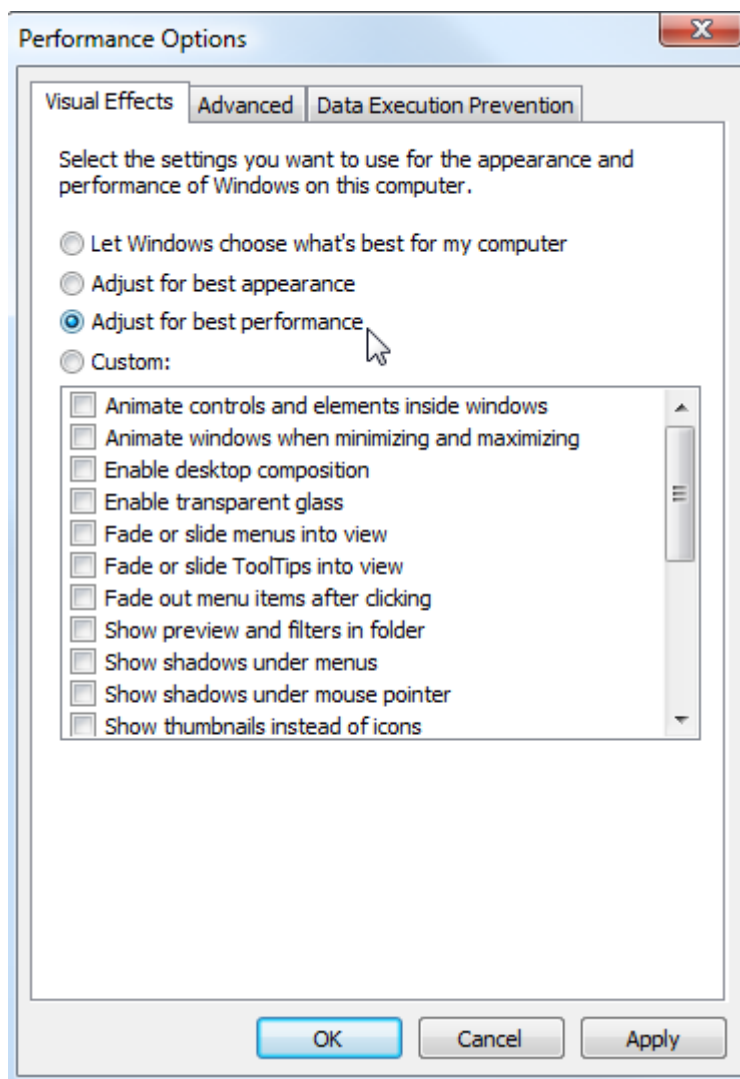 Performance Options
Visual Effects
Advanced
Data Execution Prevention
Select the settings you want to use for the appearance and
performance of Windows on this computer.
Let Windows choose what's best for my computer
Adjust for best appearance
Adjust for best performance
Custom:
Animate controls and elements inside windows
Animate windows when minimizing and maximizing
Enable desktop composition
Enable transparent glass
Fade or slide menus into view
Fade or slide ToolTips into view
Fade out menu items after clicking
Show preview and filters in folder
Show shadows under menus
Show shadows under mouse pointer
Show thumbnails instead of icons
OK
Cancel
Apply